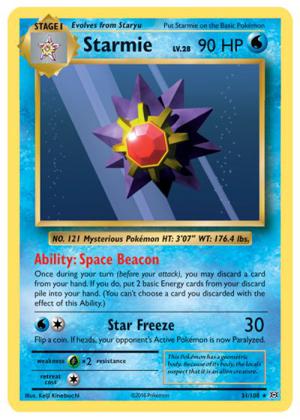 STAGE 1 Evolves from Staryu Put Starmie on the Basic Pokémon
Starmie LV.28 90 HP
NO. 121 Mysterious Pokémon HT: 3'07" WT: 176.4 lbs.
Ability: Space Beacon
Once during your turn (before your attack), you may discard a card
from your hand. If you do, put 2 basic Energy cards from your discard
pile into your hand. (You can't choose a card you discarded with the
effect of this Ability.)
Star Freeze 30
Flip a coin. If heads, your opponent's Active Pokémon is now Paralyzed.
weakness ×2 resistance
retreat
cost
This Pokémon has a geometric
body. Because of its body, the locals
suspect that it is an alien creature.
Illus. Keiji Kinebuchi ©2016 Pokémon 31/108